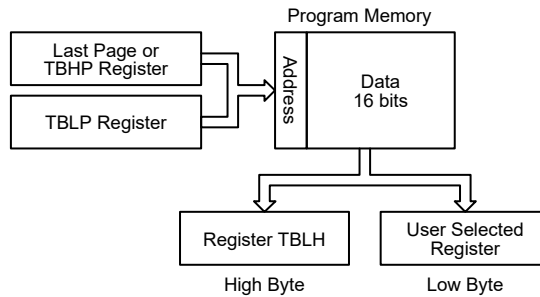 Program Memory
Last Page or
TBHP Register
TBLP Register
Address
Data
16 bits
Register TBLH
User Selected
Register
High Byte
Low Byte